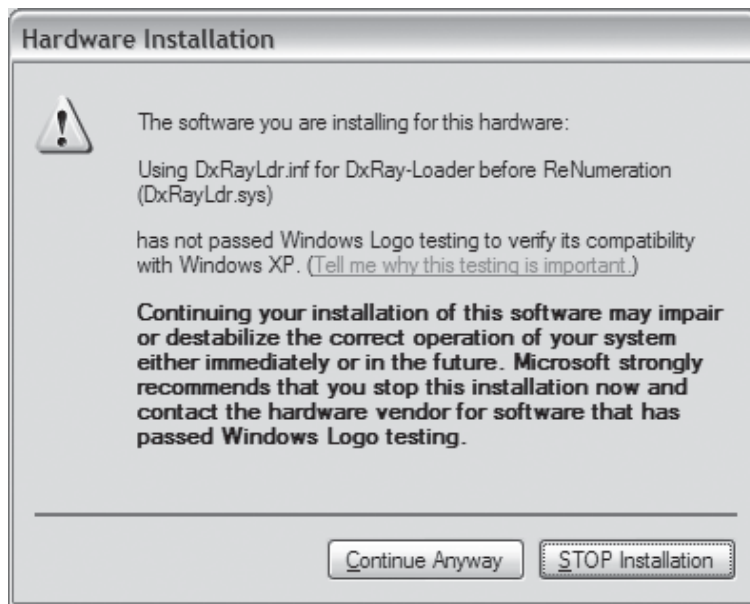 Hardware Installation
The software you are installing for this hardware:
Using DxRayLdr.inf for DxRay-Loader before ReNumeration
(DxRayLdr.sys)
has not passed Windows Logo testing to verify its compatibility
with Windows XP. (Tell me why this testing is important.)
Continuing your installation of this software may impair
or destabilize the correct operation of your system
either immediately or in the future. Microsoft strongly
recommends that you stop this installation now and
contact the hardware vendor for software that has
passed Windows Logo testing.
Continue Anyway STOP Installation